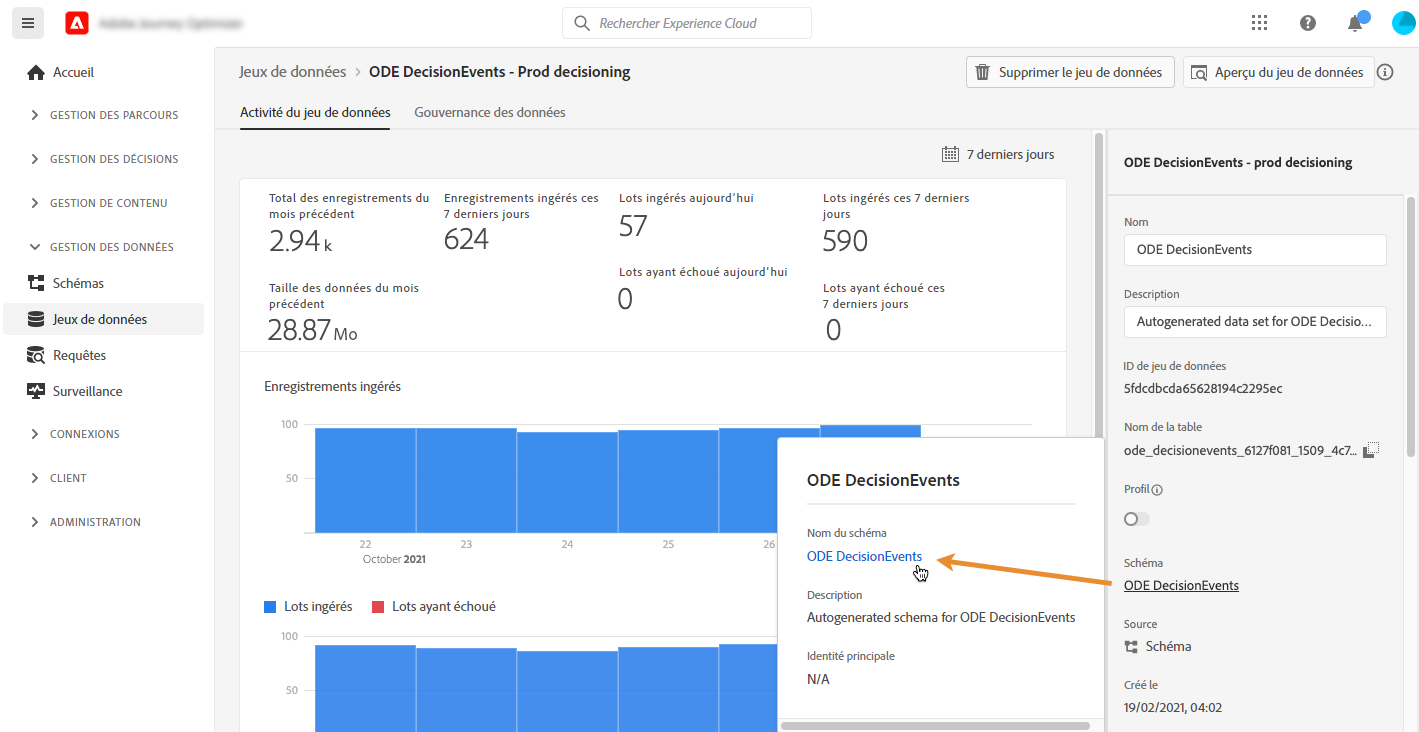 Adobe Journey Optimizer
Rechercher Experience Cloud
Accueil
GESTION DES PARCOURS
GESTION DES DÉCISIONS
GESTION DE CONTENU
GESTION DES DONNÉES
Schémas
Jeux de données
Requêtes
Surveillance
CONNEXIONS
CLIENT
ADMINISTRATION
Jeux de données > ODE DecisionEvents - Prod decisioning
Supprimer le jeu de données
Aperçu du jeu de données
Activité du jeu de données
Gouvernance des données
7 derniers jours
Total des enregistrements du
mois précédent
2.94 k
Enregistrements ingérés ces
7 derniers jours
624
Lots ingérés aujourd'hui
57
Lots ingérés ces 7 derniers
jours
590
Taille des données du mois
précédent
28.87 Mo
Lots ayant échoué aujourd'hui
0
Lots ayant échoué ces
7 derniers jours
0
Enregistrements ingérés
100
50
22 23 24 25 26
October 2021
Lots ingérés
Lots ayant échoué
100
50
ODE DecisionEvents
Nom du schéma
ODE DecisionEvents
Description
Autogenerated schema for ODE DecisionEvents
Identité principale
N/A
ODE DecisionEvents - prod decisioning
Nom
ODE DecisionEvents
Description
Autogenerated data set for ODE Decisio...
ID de jeu de données
5fdcdbcda65628194c2295ec
Nom de la table
ode_decisionevents_6127f081_1509_4c7...
Profil
Schéma
ODE DecisionEvents
Source
Schéma
Créé le
19/02/2021, 04:02